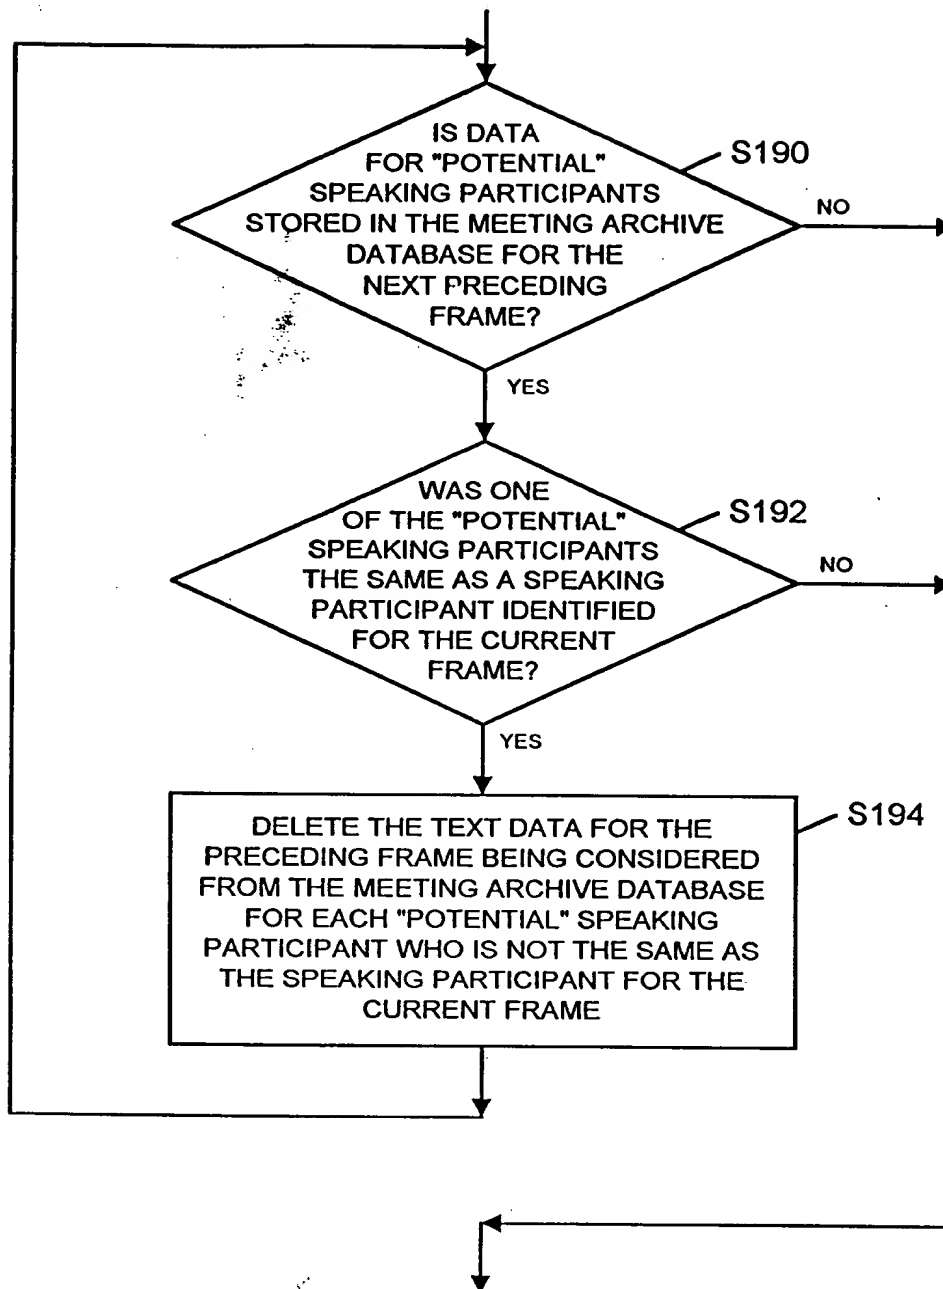 IS DATA
FOR "POTENTIAL"
SPEAKING PARTICIPANTS
STORED IN THE MEETING ARCHIVE
DATABASE FOR THE
NEXT PRECEDING
FRAME?
S190
NO
YES
WAS ONE
OF THE "POTENTIAL"
SPEAKING PARTICIPANTS
THE SAME AS A SPEAKING
PARTICIPANT IDENTIFIED
FOR THE CURRENT
FRAME?
S192
NO
YES
DELETE THE TEXT DATA FOR THE
PRECEDING FRAME BEING CONSIDERED
FROM THE MEETING ARCHIVE DATABASE
FOR EACH "POTENTIAL" SPEAKING
PARTICIPANT WHO IS NOT THE SAME AS
THE SPEAKING PARTICIPANT FOR THE
CURRENT FRAME
S194